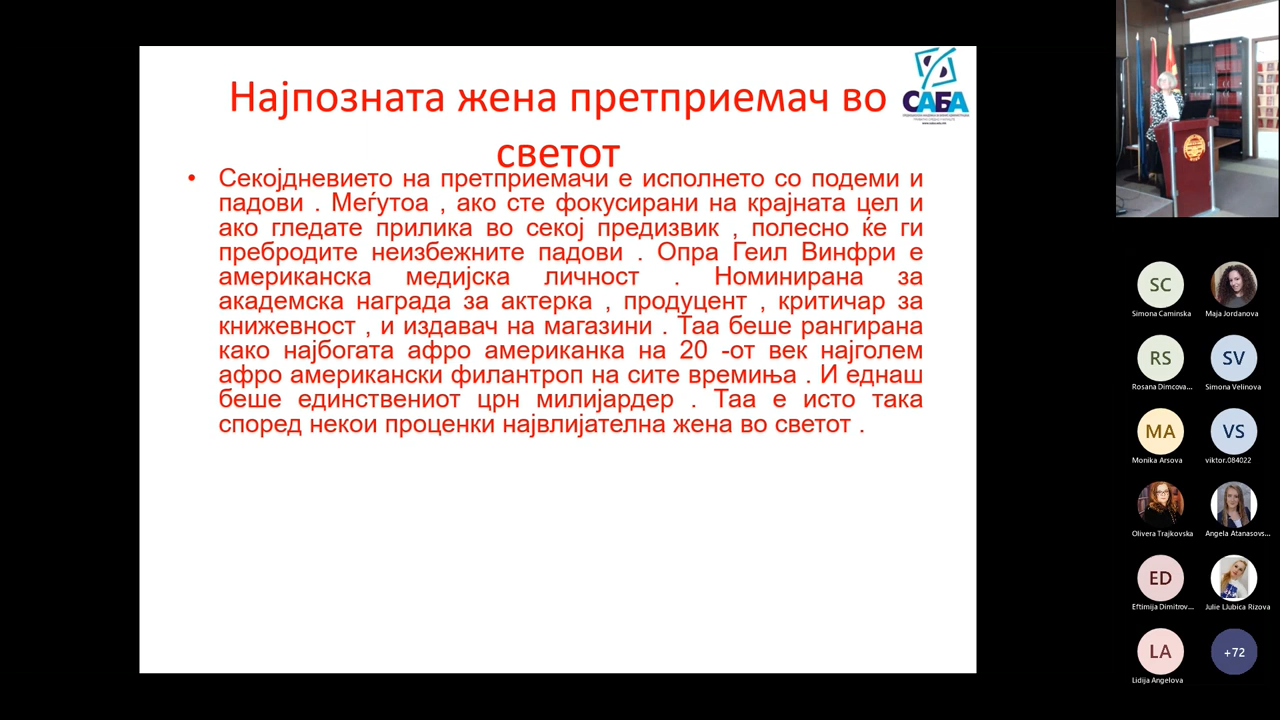 Најпозната жена претприемач во
светот
САБА
• Секојдневието на претприемачи е исполнето со подеми и
падови . Меѓутоа , ако сте фокусирани на крајната цел и
ако гледате прилика во секој предизвик , полесно ќе ги
пребродите неизбежните падови . Опра Геил Винфри е
американска медијска личност . Номинирана за
академска награда за актерка , продуцент , критичар за
книжевност , и издавач на магазини . Таа беше рангирана
како најбогата афро американка на 20 -от век најголем
афро американски филантроп на сите времиња . И еднаш
беше единствениот црн милијардер . Таа е исто така
според некои проценки највлијателна жена во светот .
SC
Simona Caminska
Maja Jordanova
RS
Rosana Dimcova...
SV
Simona Velinova
MA
Monika Arsova
VS
viktor.084022
Olivera Trajkovska
Angela Atanasovs...
ED
Eftimija Dimitrov...
Julie LJubica Rizova
LA
Lidija Angelova
+72